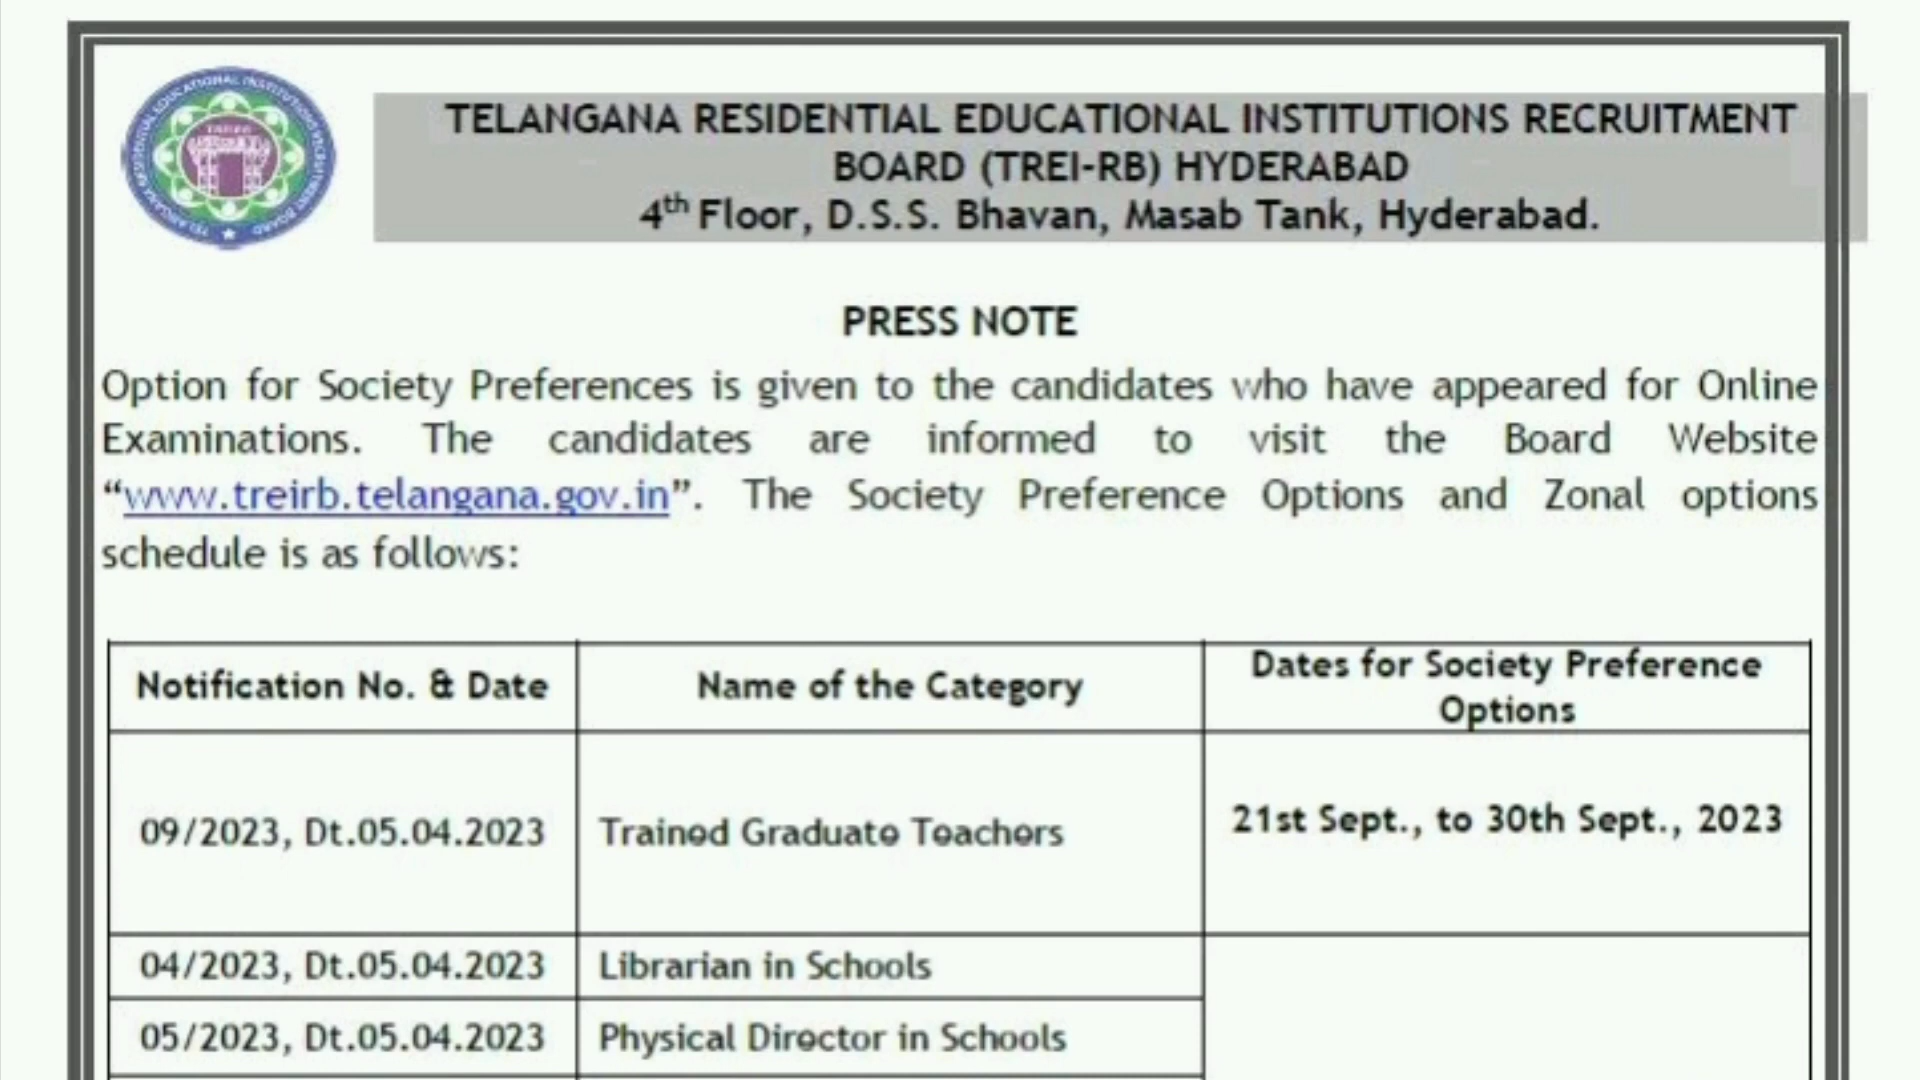 TELANGANA RESIDENTIAL EDUCATIONAL INSTITUTIONS RECRUITMENT
BOARD (TREI-RB) HYDERABAD
4th Floor, D.S.S. Bhavan, Masab Tank, Hyderabad.
PRESS NOTE
Option for Society Preferences is given to the candidates who have appeared for Online
Examinations. The candidates are informed to visit the Board Website
“www.treirb.telangana.gov.in”. The Society Preference Options and Zonal options
schedule is as follows:
Notification No. & Date
Name of the Category
Dates for Society Preference
Options
09/2023, Dt.05.04.2023
Trained Graduate Teachers
21st Sept., to 30th Sept., 2023
04/2023, Dt.05.04.2023
Librarian in Schools
05/2023, Dt.05.04.2023
Physical Director in Schools